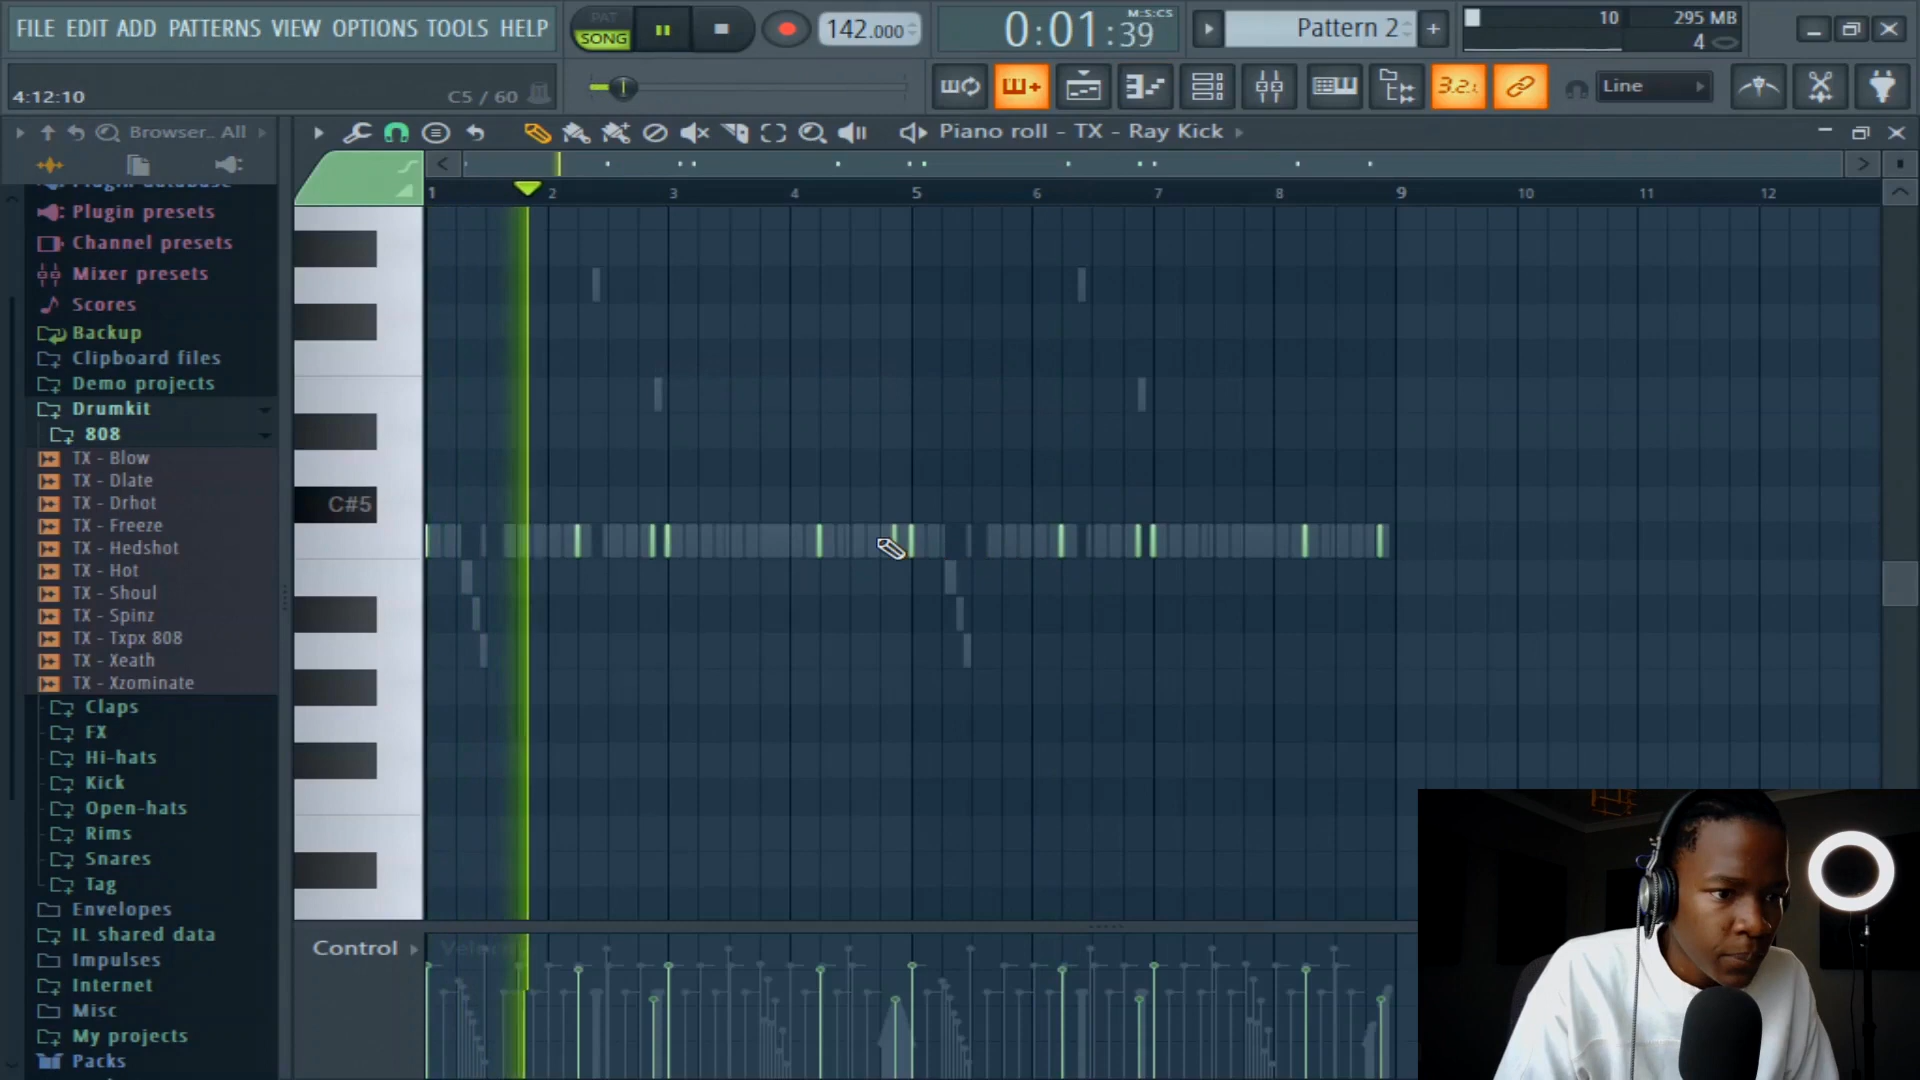 FILE EDIT ADD PATTERNS VIEW OPTIONS TOOLS HELP
PAT
SONG
142.000
M:S:CS
0:01:39
Pattern 2
10
295 MB
4
4:12:10
C5 / 60
Line
Browser - All
Piano roll - TX - Ray Kick
1 2 3 4 5 6 7 8 9 10 11 12
Plugin database
Plugin presets
Channel presets
Mixer presets
Scores
Backup
Clipboard files
Demo projects
Drumkit
808
TX - Blow
TX - Dlate
TX - Drhot
TX - Freeze
TX - Hedshot
TX - Hot
TX - Shoul
TX - Spinz
TX - Txpx 808
TX - Xeath
TX - Xzominate
Claps
FX
Hi-hats
Kick
Open-hats
Rims
Snares
Tag
Envelopes
IL shared data
Impulses
Internet
Misc
My projects
Packs
C#5
Control
Velocity